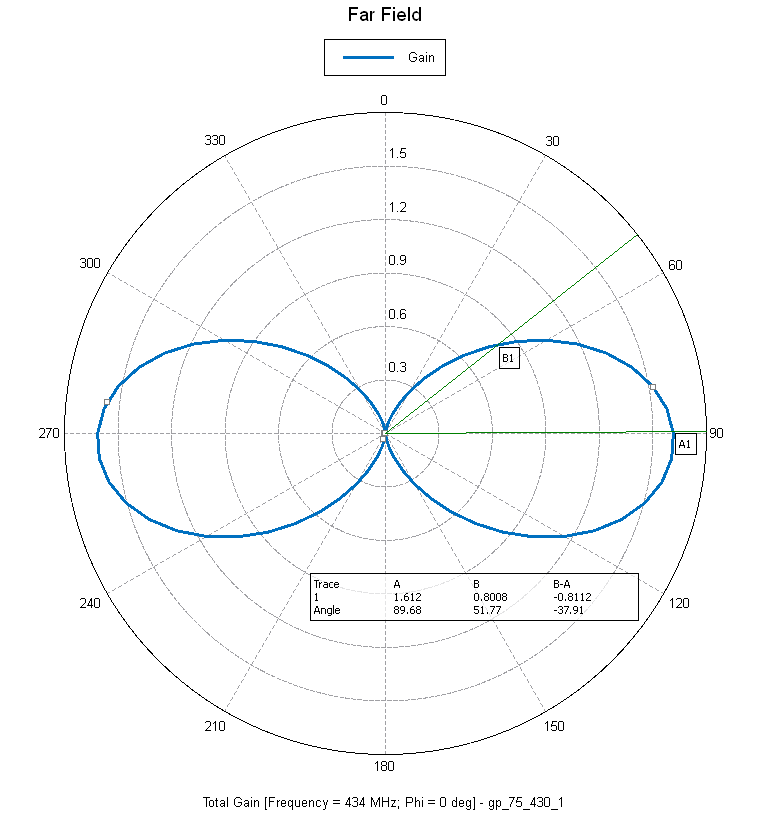 Far Field
Gain
0
330
30
1.5
1.2
300
60
0.9
0.6
B1
0.3
270
90
A1
Trace A B B-A
1 1.612 0.8008 -0.8112
Angle 89.68 51.77 -37.91
240
120
210
150
180
Total Gain [Frequency = 434 MHz; Phi = 0 deg] - gp_75_430_1